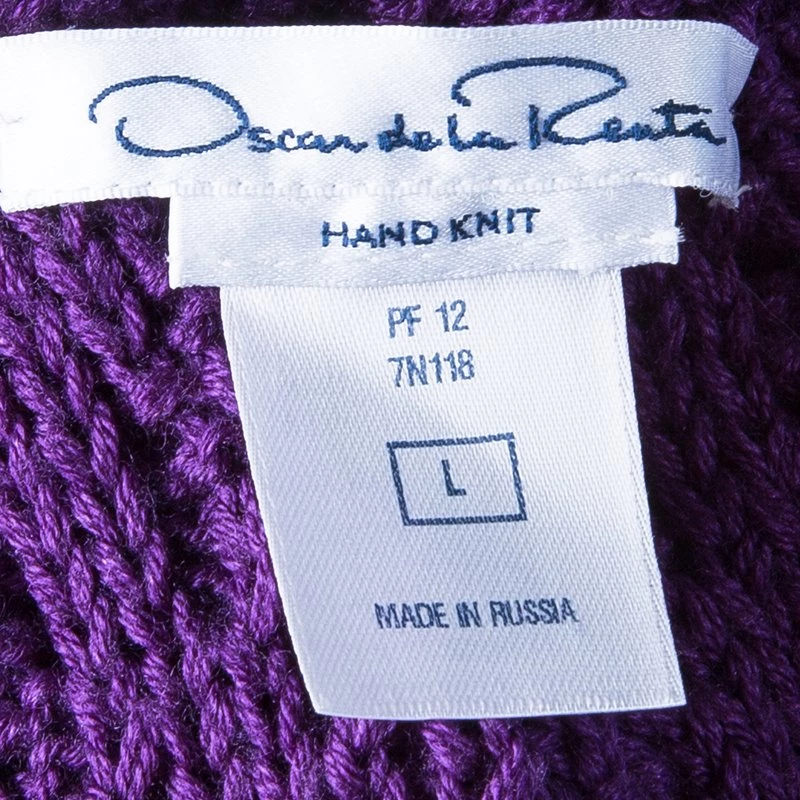 Oscar de la Renta
HAND KNIT
PF 12
7N118
L
MADE IN RUSSIA